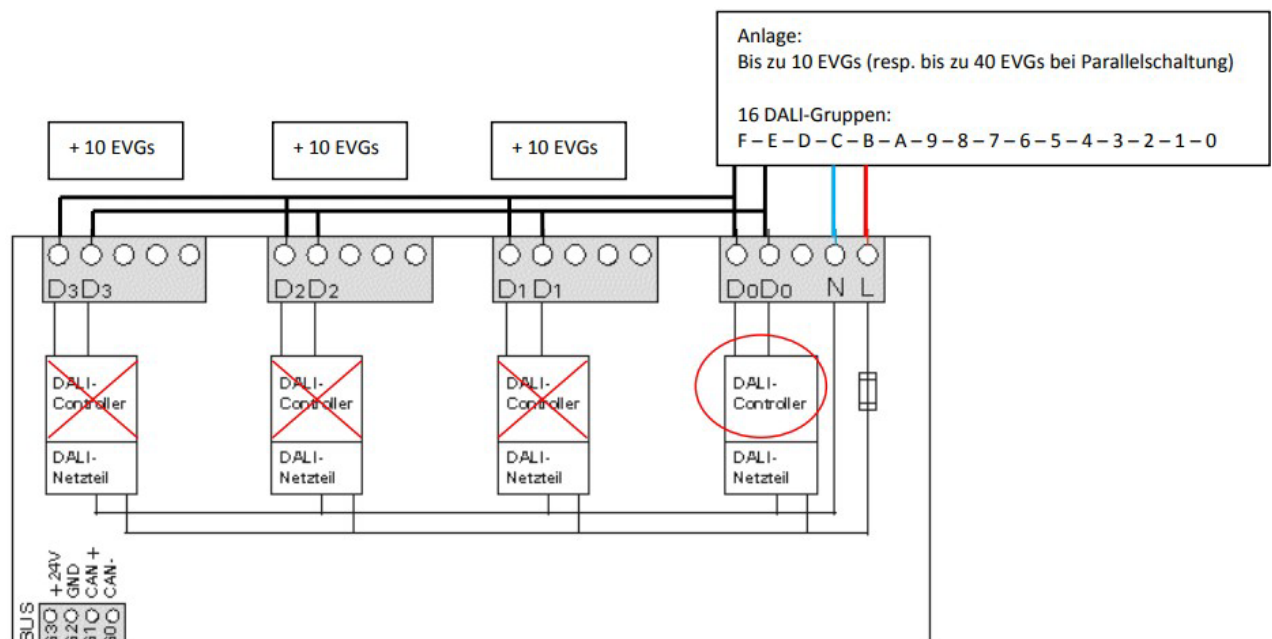 Anlage:
Bis zu 10 EVGs (resp. bis zu 40 EVGs bei Parallelschaltung)
16 DALI-Gruppen:
F – E – D – C – B – A – 9 – 8 – 7 – 6 – 5 – 4 – 3 – 2 – 1 – 0
+ 10 EVGs
+ 10 EVGs
+ 10 EVGs
D3 D3
D2 D2
D1 D1
D0 D0 N L
DALI-
Controller
DALI-
Netzteil
DALI-
Controller
DALI-
Netzteil
DALI-
Controller
DALI-
Netzteil
DALI-
Controller
DALI-
Netzteil
+24V
GND
CAN +
CAN-
BUS